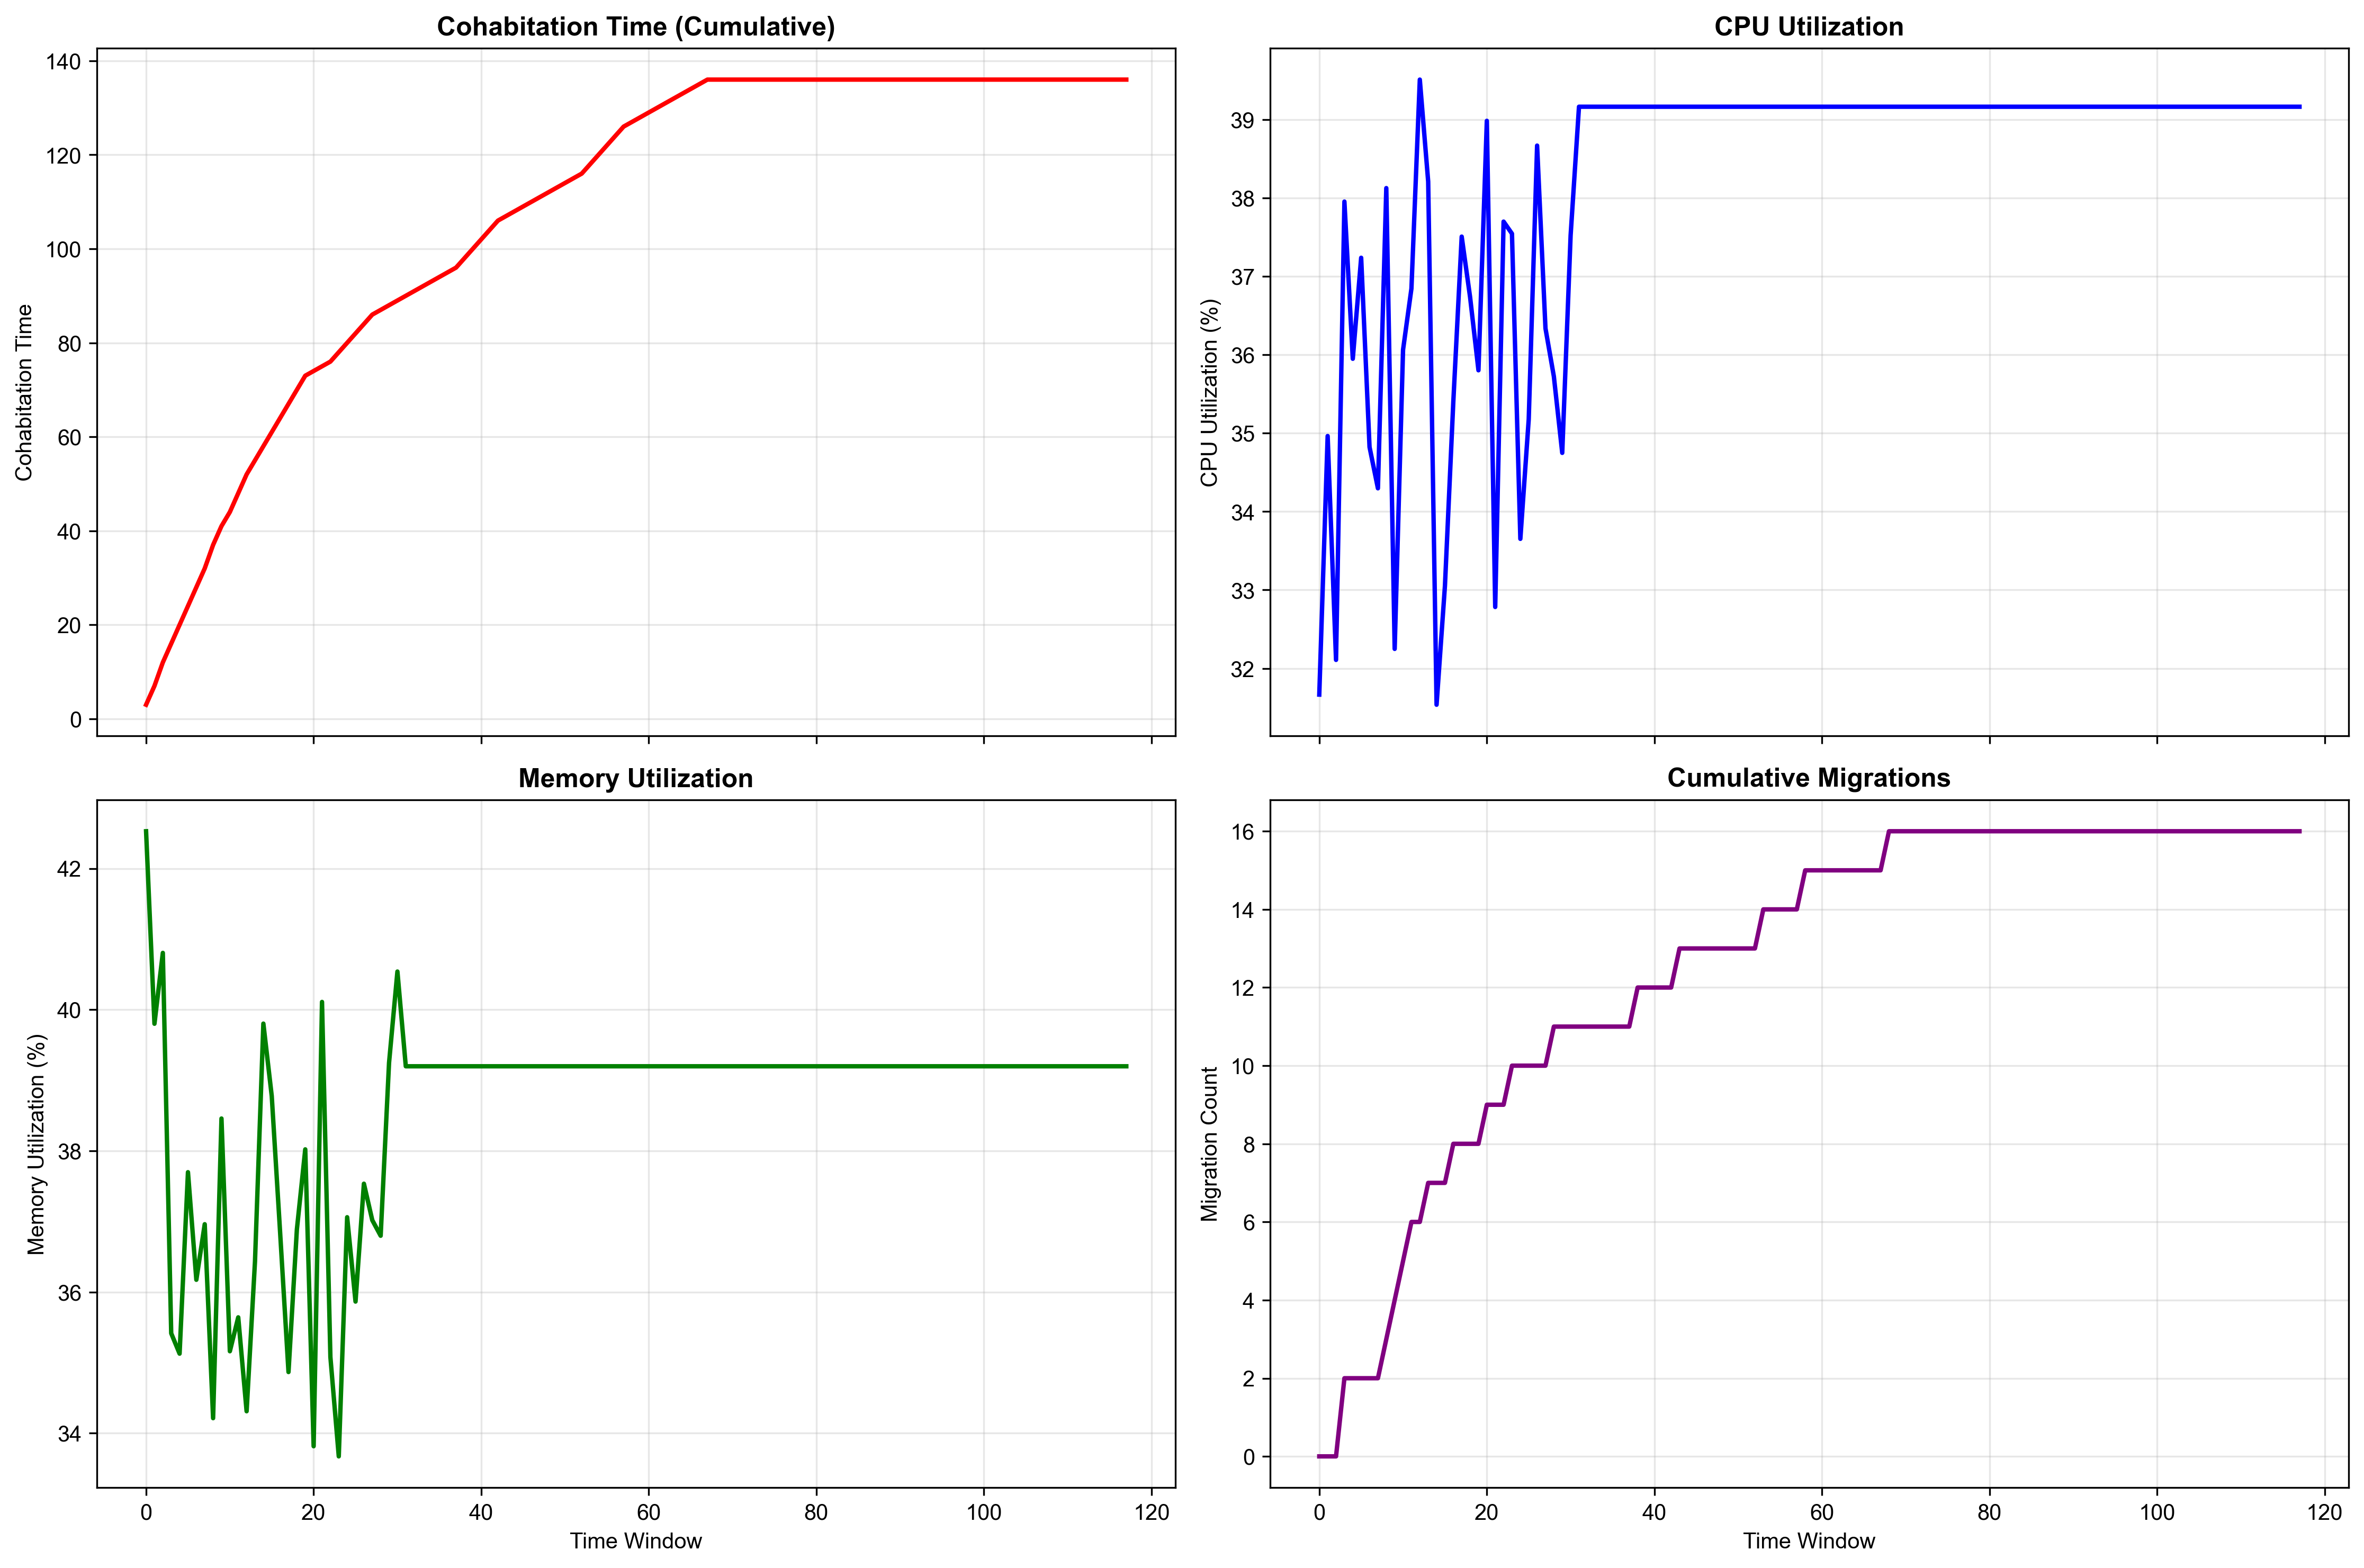 Cohabitation Time (Cumulative)
140
120
100
80
60
40
20
0
Cohabitation Time
CPU Utilization
39
38
37
36
35
34
33
32
CPU Utilization (%)
Memory Utilization
42
40
38
36
34
Memory Utilization (%)
0 20 40 60 80 100 120
Time Window
Cumulative Migrations
16
14
12
10
8
6
4
2
0
Migration Count
0 20 40 60 80 100 120
Time Window